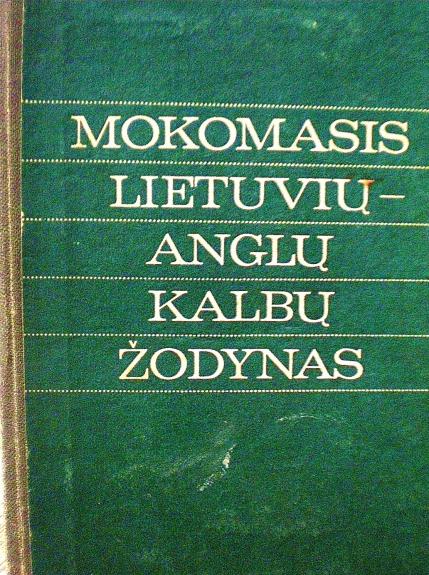 MOKOMASIS
LIETUVIŲ–
ANGLŲ
KALBŲ
ŽODYNAS